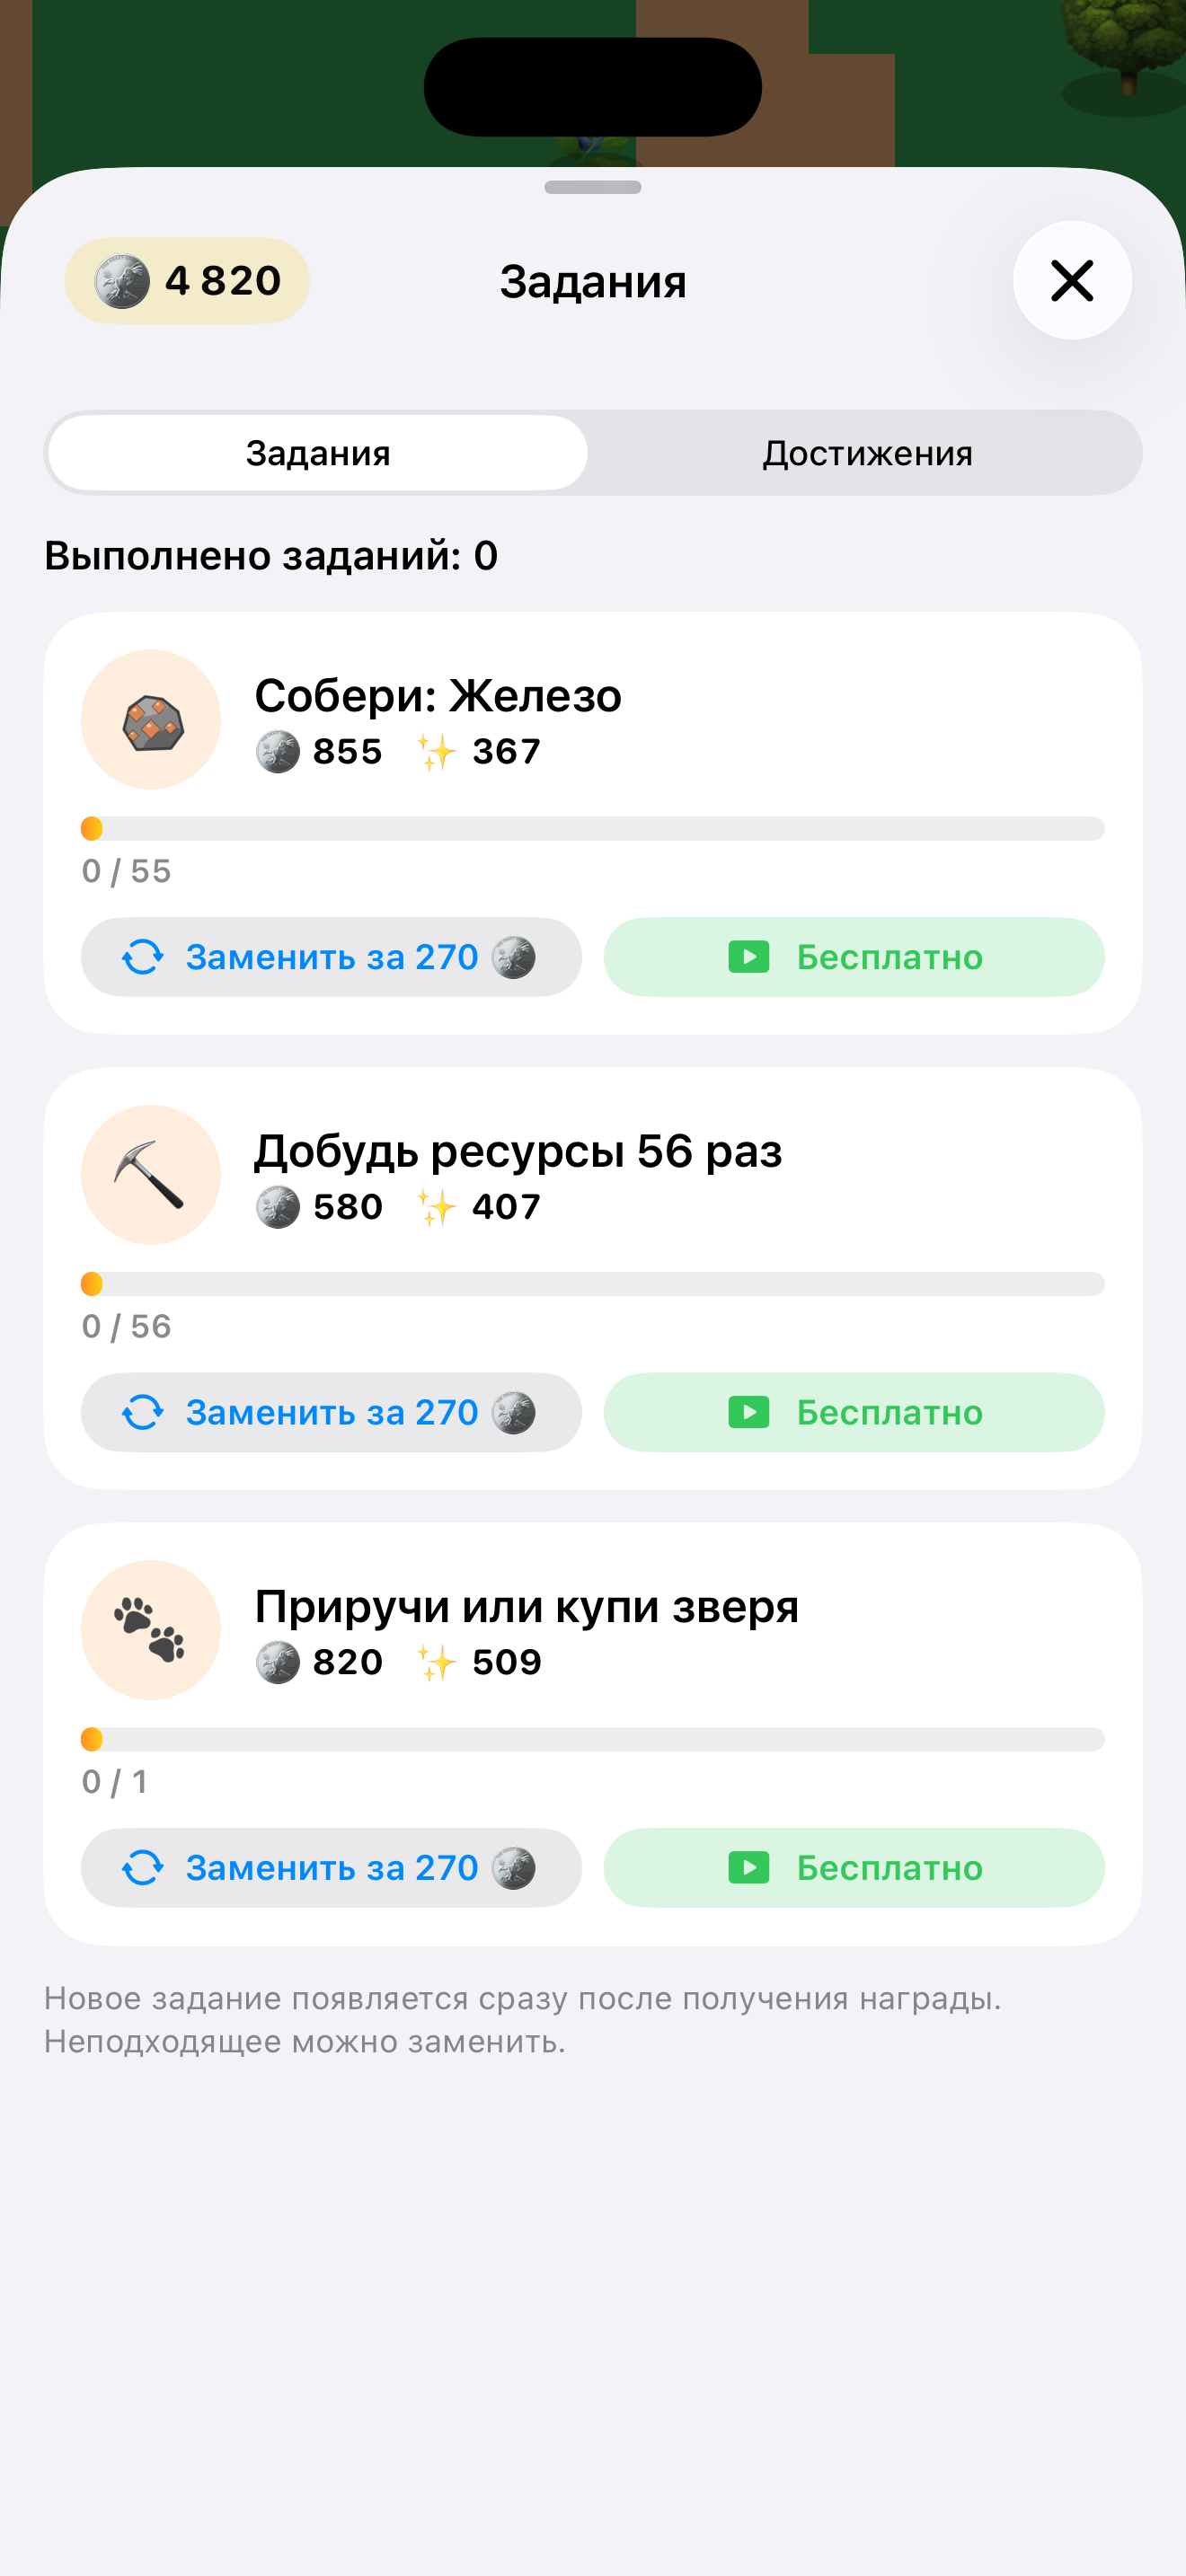 4 820
Задания
Задания
Достижения
Выполнено заданий: 0
Собери: Железо
855 367
0 / 55
Заменить за 270
Бесплатно
Добудь ресурсы 56 раз
580 407
0 / 56
Заменить за 270
Бесплатно
Приручи или купи зверя
820 509
0 / 1
Заменить за 270
Бесплатно
Новое задание появляется сразу после получения награды.
Неподходящее можно заменить.